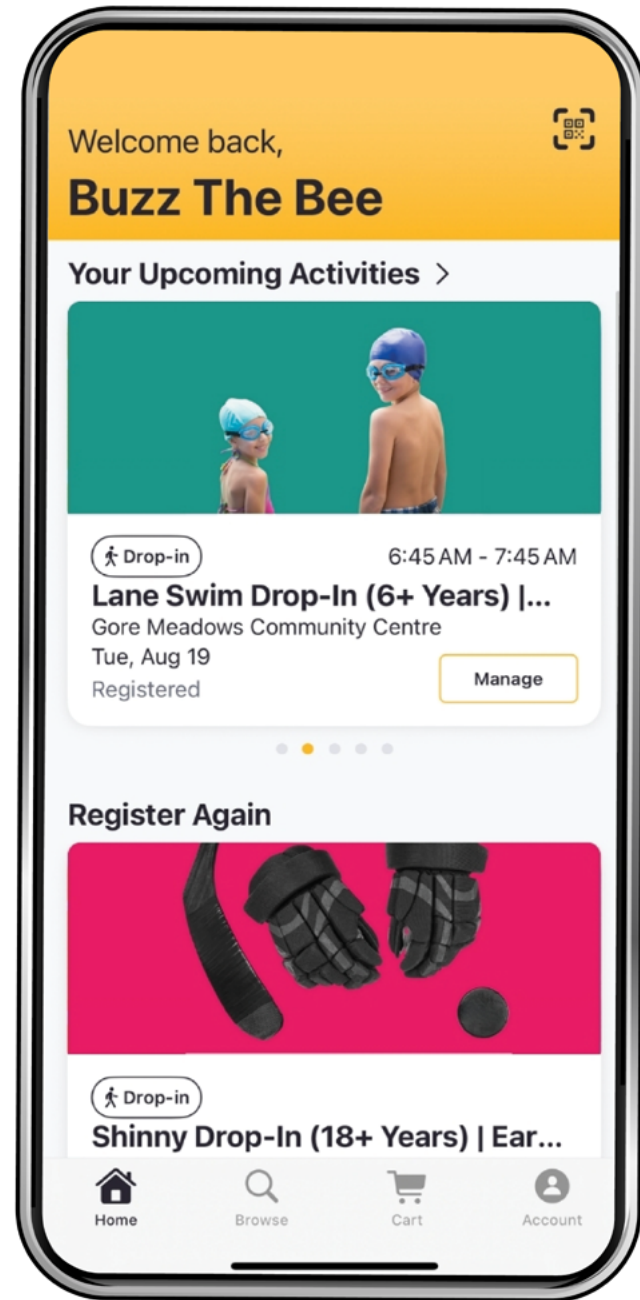 Welcome back,
Buzz The Bee
Your Upcoming Activities
Drop-in
6:45 AM - 7:45 AM
Lane Swim Drop-In (6+ Years) |...
Gore Meadows Community Centre
Tue, Aug 19
Registered
Manage
Register Again
Drop-in
Shinny Drop-In (18+ Years) | Ear...
Home
Browse
Cart
Account